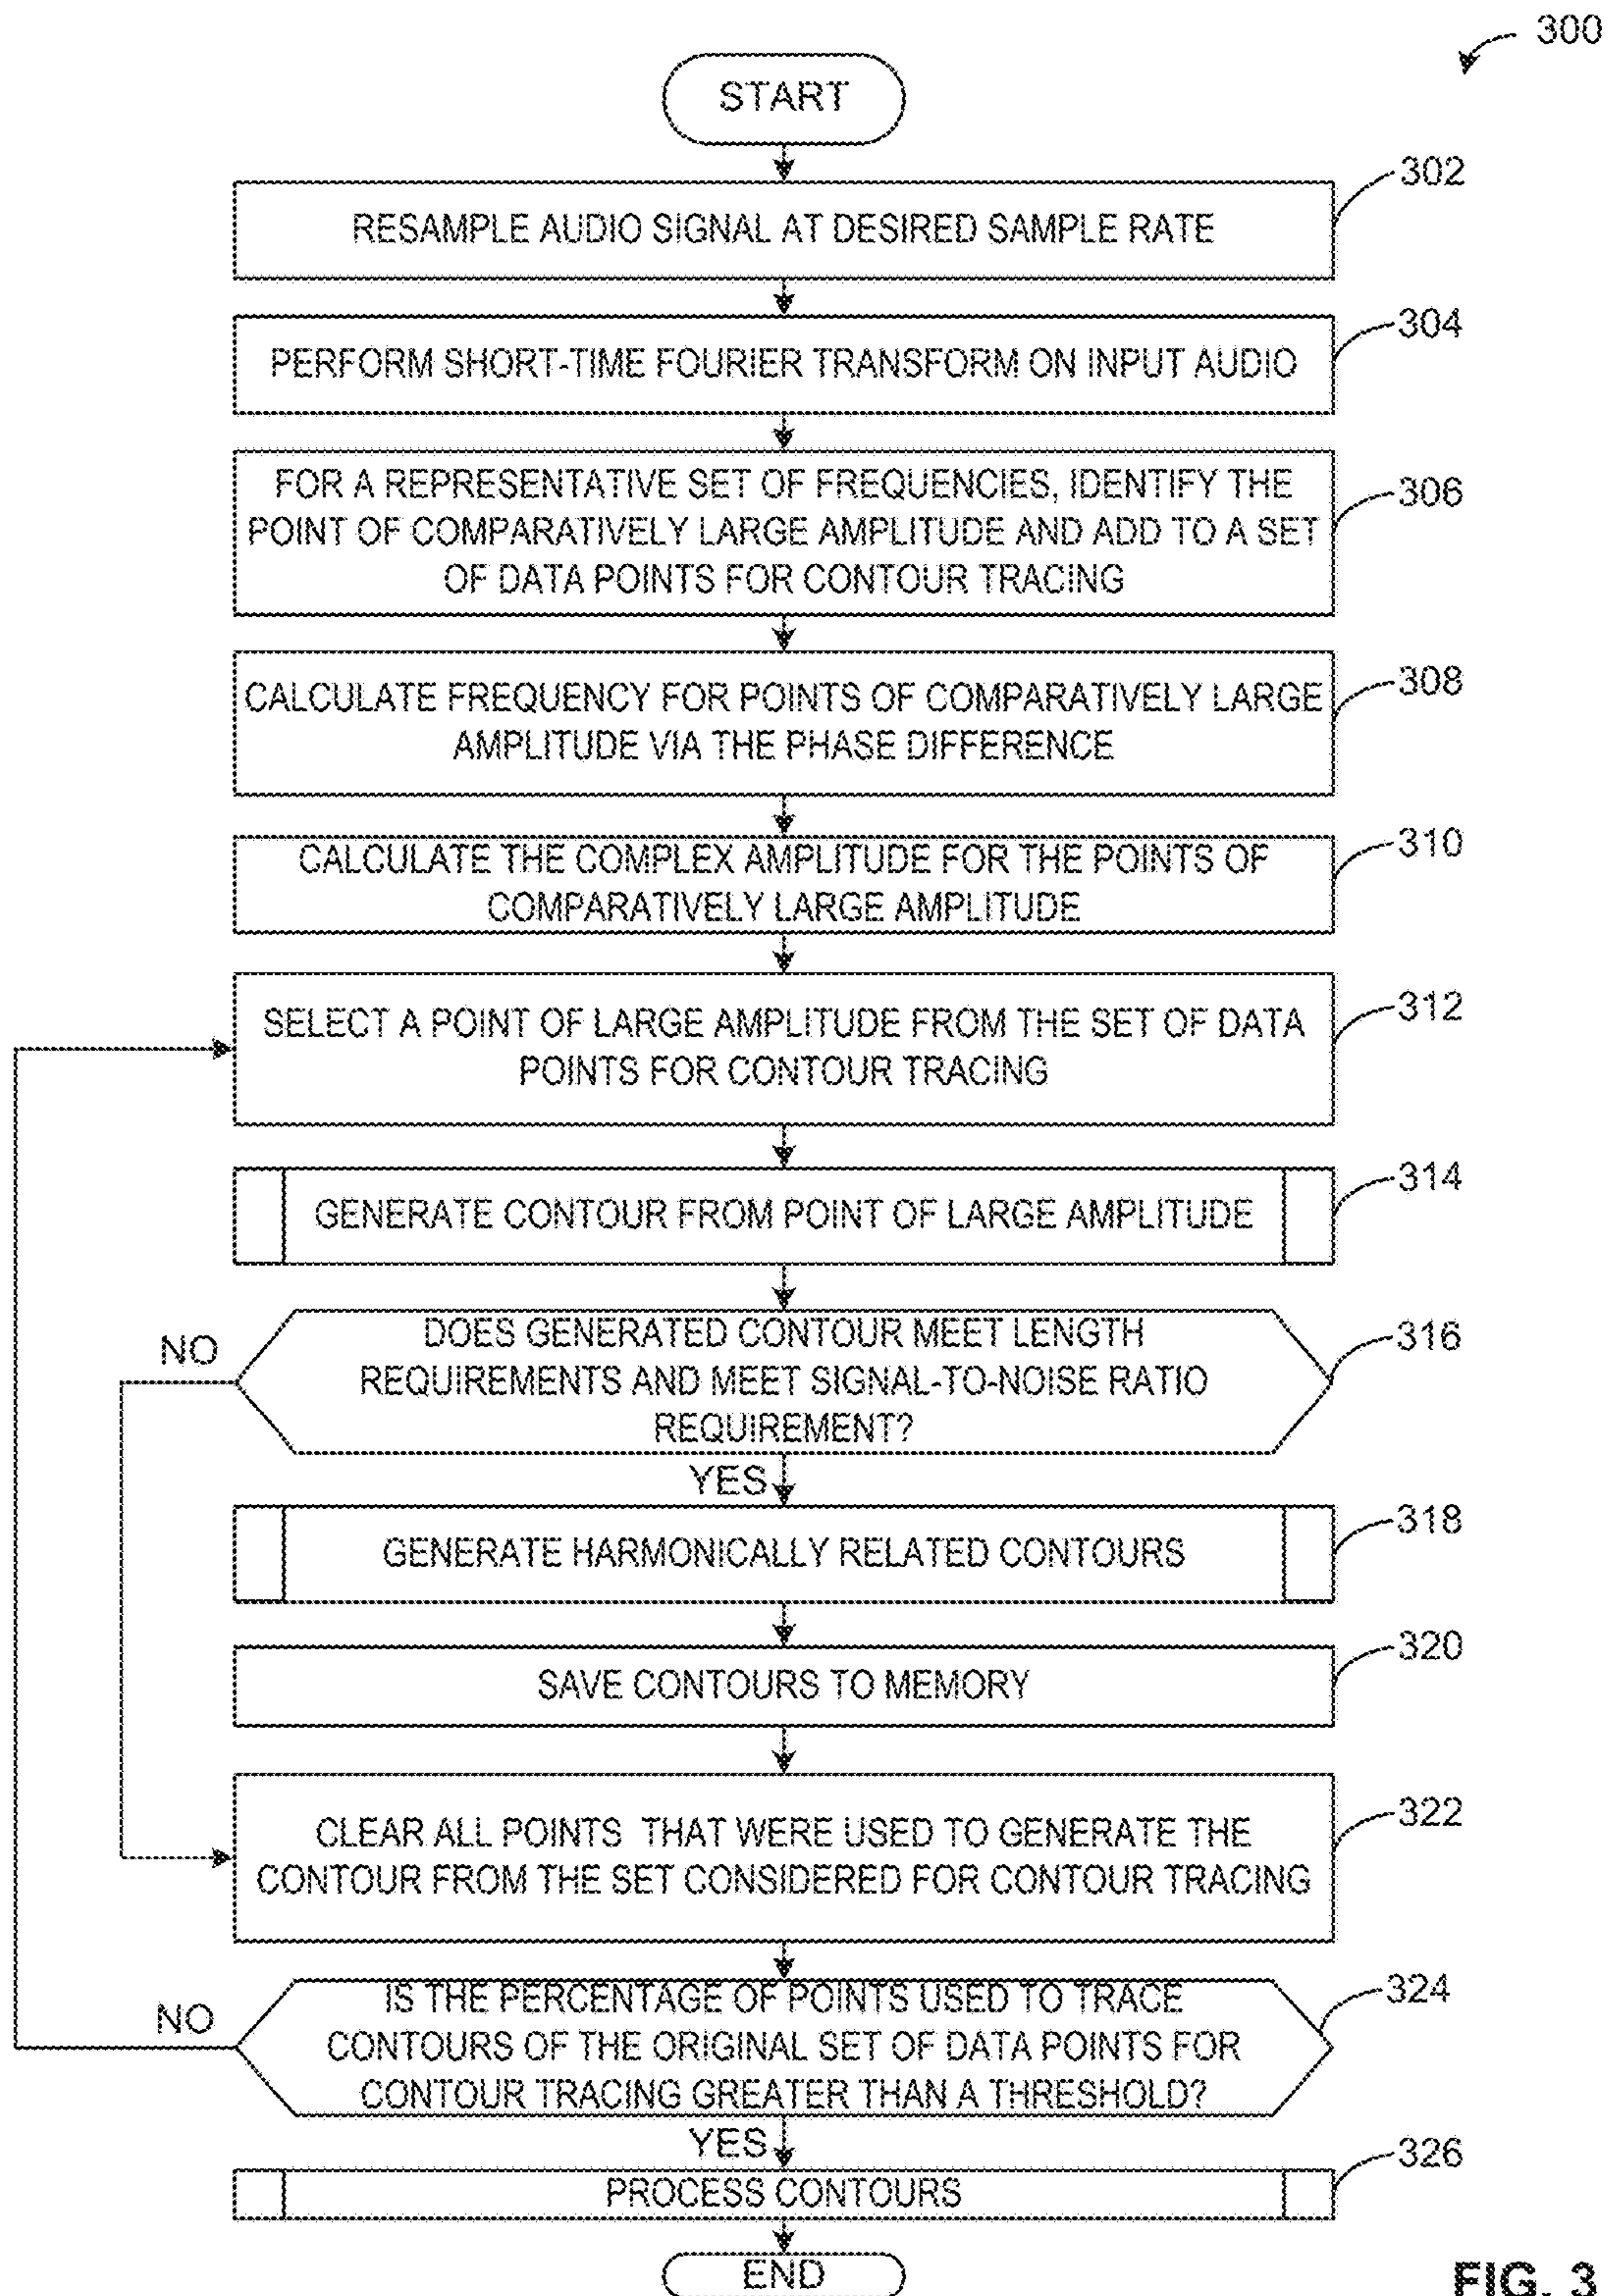 300
START
302
RESAMPLE AUDIO SIGNAL AT DESIRED SAMPLE RATE
304
PERFORM SHORT-TIME FOURIER TRANSFORM ON INPUT AUDIO
FOR A REPRESENTATIVE SET OF FREQUENCIES, IDENTIFY THE
POINT OF COMPARATIVELY LARGE AMPLITUDE AND ADD TO A SET
OF DATA POINTS FOR CONTOUR TRACING
306
CALCULATE FREQUENCY FOR POINTS OF COMPARATIVELY LARGE
AMPLITUDE VIA THE PHASE DIFFERENCE
308
CALCULATE THE COMPLEX AMPLITUDE FOR THE POINTS OF
COMPARATIVELY LARGE AMPLITUDE
310
SELECT A POINT OF LARGE AMPLITUDE FROM THE SET OF DATA
POINTS FOR CONTOUR TRACING
312
GENERATE CONTOUR FROM POINT OF LARGE AMPLITUDE
314
DOES GENERATED CONTOUR MEET LENGTH
REQUIREMENTS AND MEET SIGNAL-TO-NOISE RATIO
REQUIREMENT?
316
NO
YES
GENERATE HARMONICALLY RELATED CONTOURS
318
SAVE CONTOURS TO MEMORY
320
CLEAR ALL POINTS THAT WERE USED TO GENERATE THE
CONTOUR FROM THE SET CONSIDERED FOR CONTOUR TRACING
322
IS THE PERCENTAGE OF POINTS USED TO TRACE
CONTOURS OF THE ORIGINAL SET OF DATA POINTS FOR
CONTOUR TRACING GREATER THAN A THRESHOLD?
324
NO
YES
PROCESS CONTOURS
326
END
FIG. 3